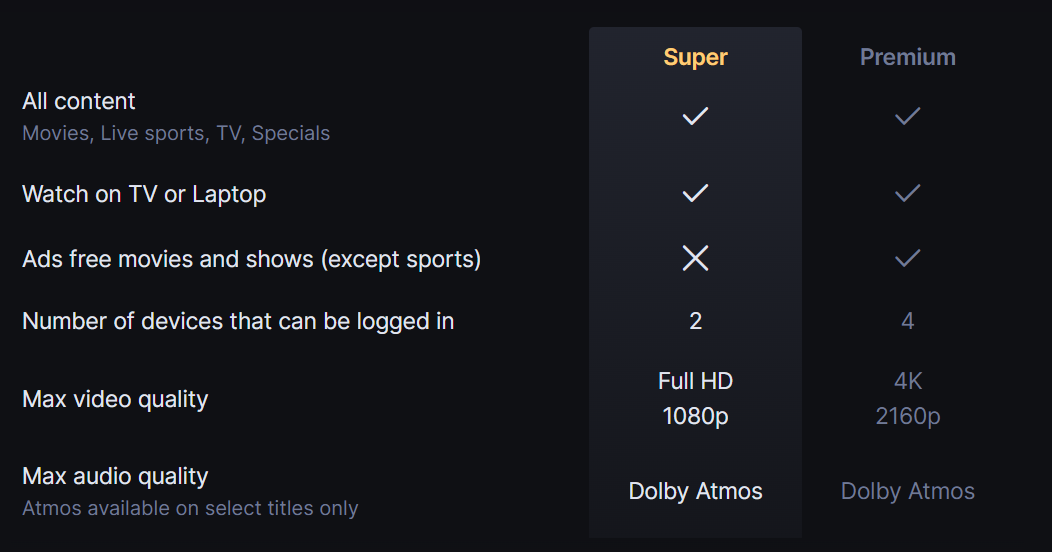 Super Premium
All content
Movies, Live sports, TV, Specials
Watch on TV or Laptop
Ads free movies and shows (except sports)
Number of devices that can be logged in 2 4
Max video quality
Full HD 4K
1080p 2160p
Max audio quality
Atmos available on select titles only
Dolby Atmos Dolby Atmos